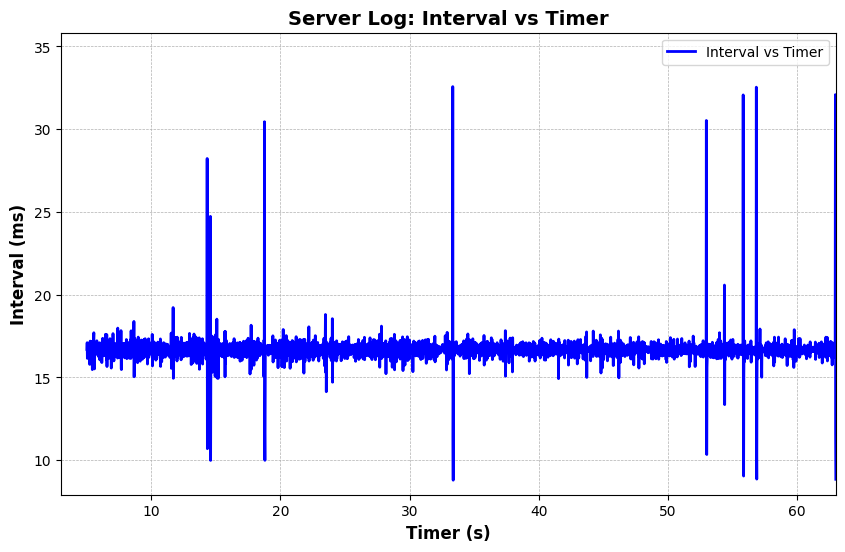 Server Log: Interval vs Timer
Interval vs Timer
35
30
25
20
15
10
Interval (ms)
10 20 30 40 50 60
Timer (s)